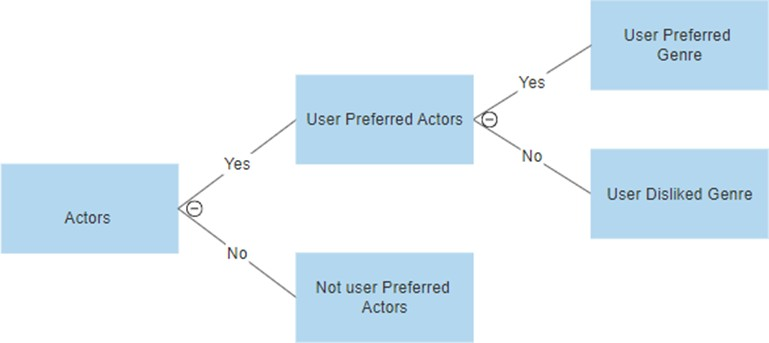 User Preferred
Genre
Yes
User Preferred Actors
No
Yes
User Disliked Genre
Actors
No
Not user Preferred
Actors